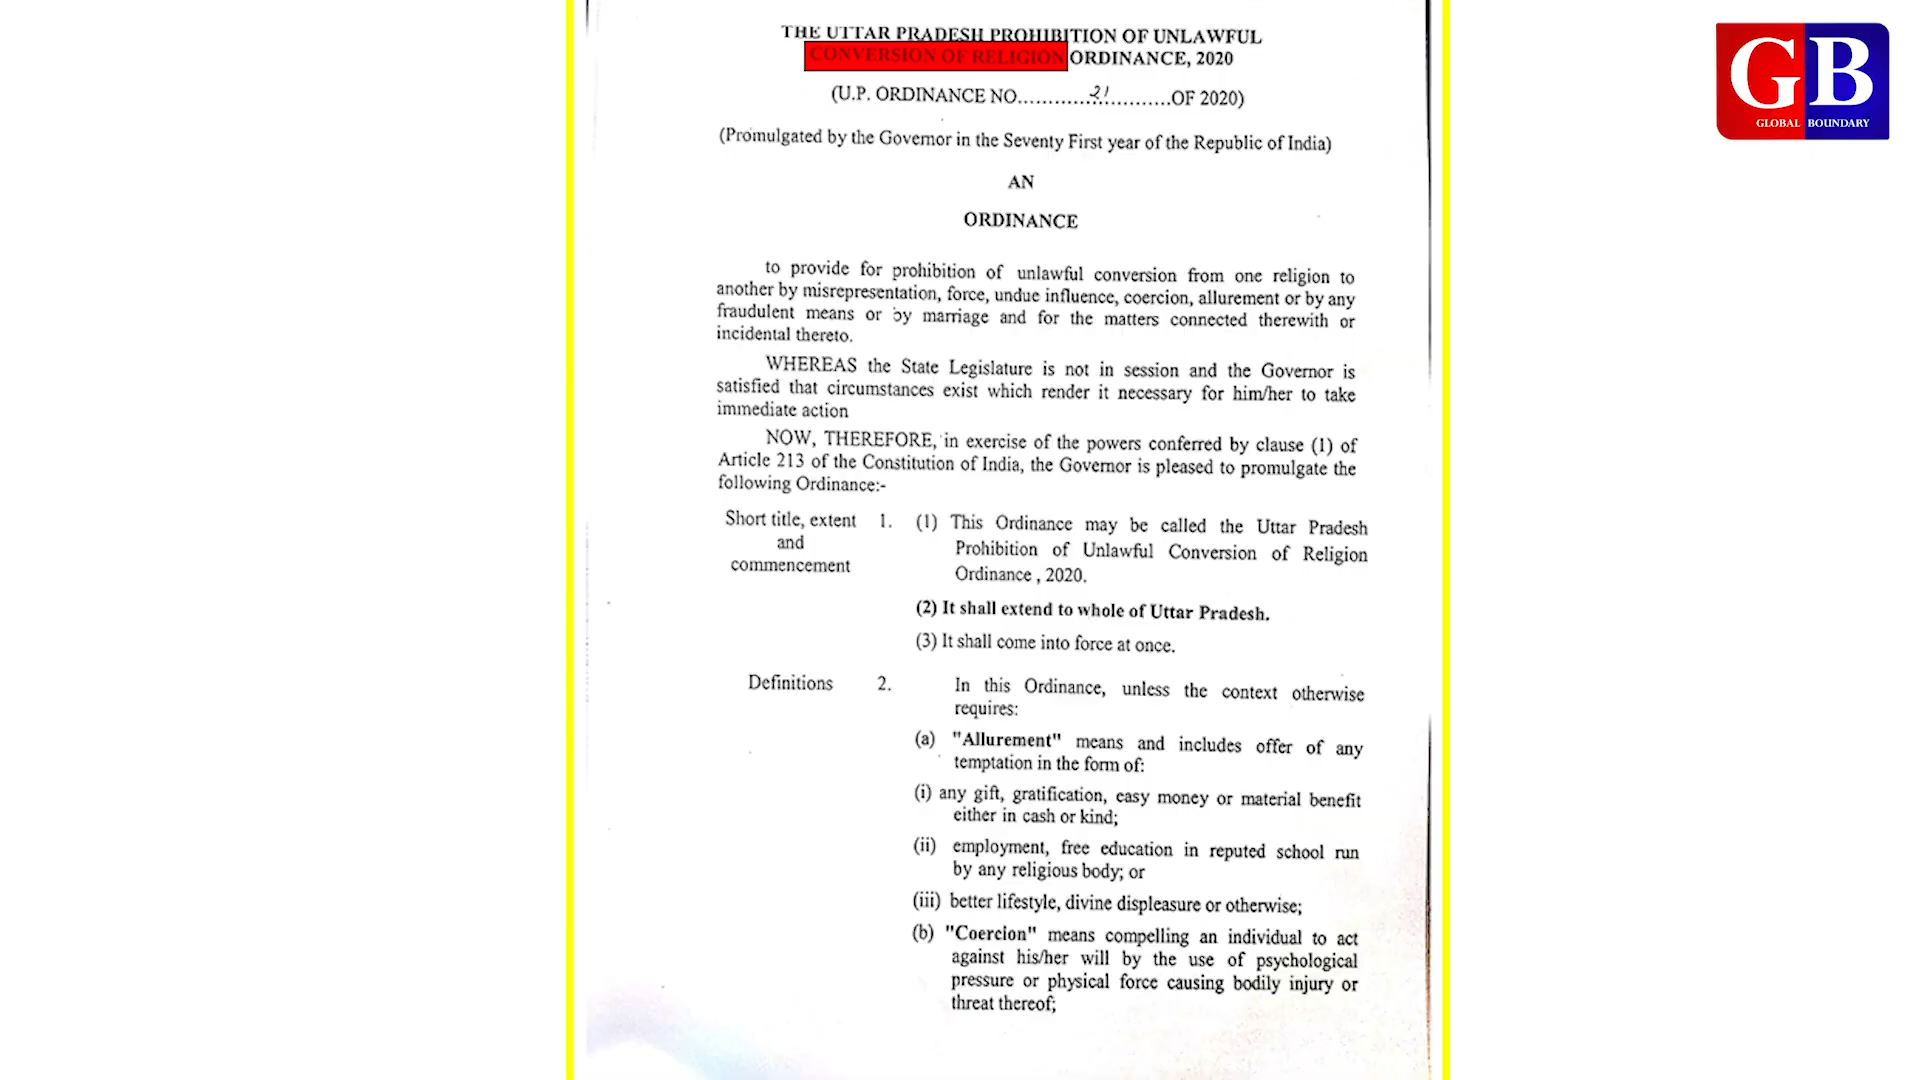 THE UTTAR PRADESH PROHIBITION OF UNLAWFUL
CONVERSION OF RELIGION ORDINANCE, 2020
(U.P. ORDINANCE NO..............21..........OF 2020)
(Promulgated by the Governor in the Seventy First year of the Republic of India)
AN
ORDINANCE
to provide for prohibition of unlawful conversion from one religion to
another by misrepresentation, force, undue influence, coercion, allurement or by any
fraudulent means or by marriage and for the matters connected therewith or
incidental thereto.
WHEREAS the State Legislature is not in session and the Governor is
satisfied that circumstances exist which render it necessary for him/her to take
immediate action
NOW, THEREFORE, in exercise of the powers conferred by clause (1) of
Article 213 of the Constitution of India, the Governor is pleased to promulgate the
following Ordinance:-
Short title, extent
and
commencement
1. (1) This Ordinance may be called the Uttar Pradesh
Prohibition of Unlawful Conversion of Religion
Ordinance , 2020.
(2) It shall extend to whole of Uttar Pradesh.
(3) It shall come into force at once.
Definitions 2. In this Ordinance, unless the context otherwise
requires:
(a) "Allurement" means and includes offer of any
temptation in the form of:
(i) any gift, gratification, easy money or material benefit
either in cash or kind;
(ii) employment, free education in reputed school run
by any religious body; or
(iii) better lifestyle, divine displeasure or otherwise;
(b) "Coercion" means compelling an individual to act
against his/her will by the use of psychological
pressure or physical force causing bodily injury or
threat thereof;
GB
GLOBAL BOUNDARY